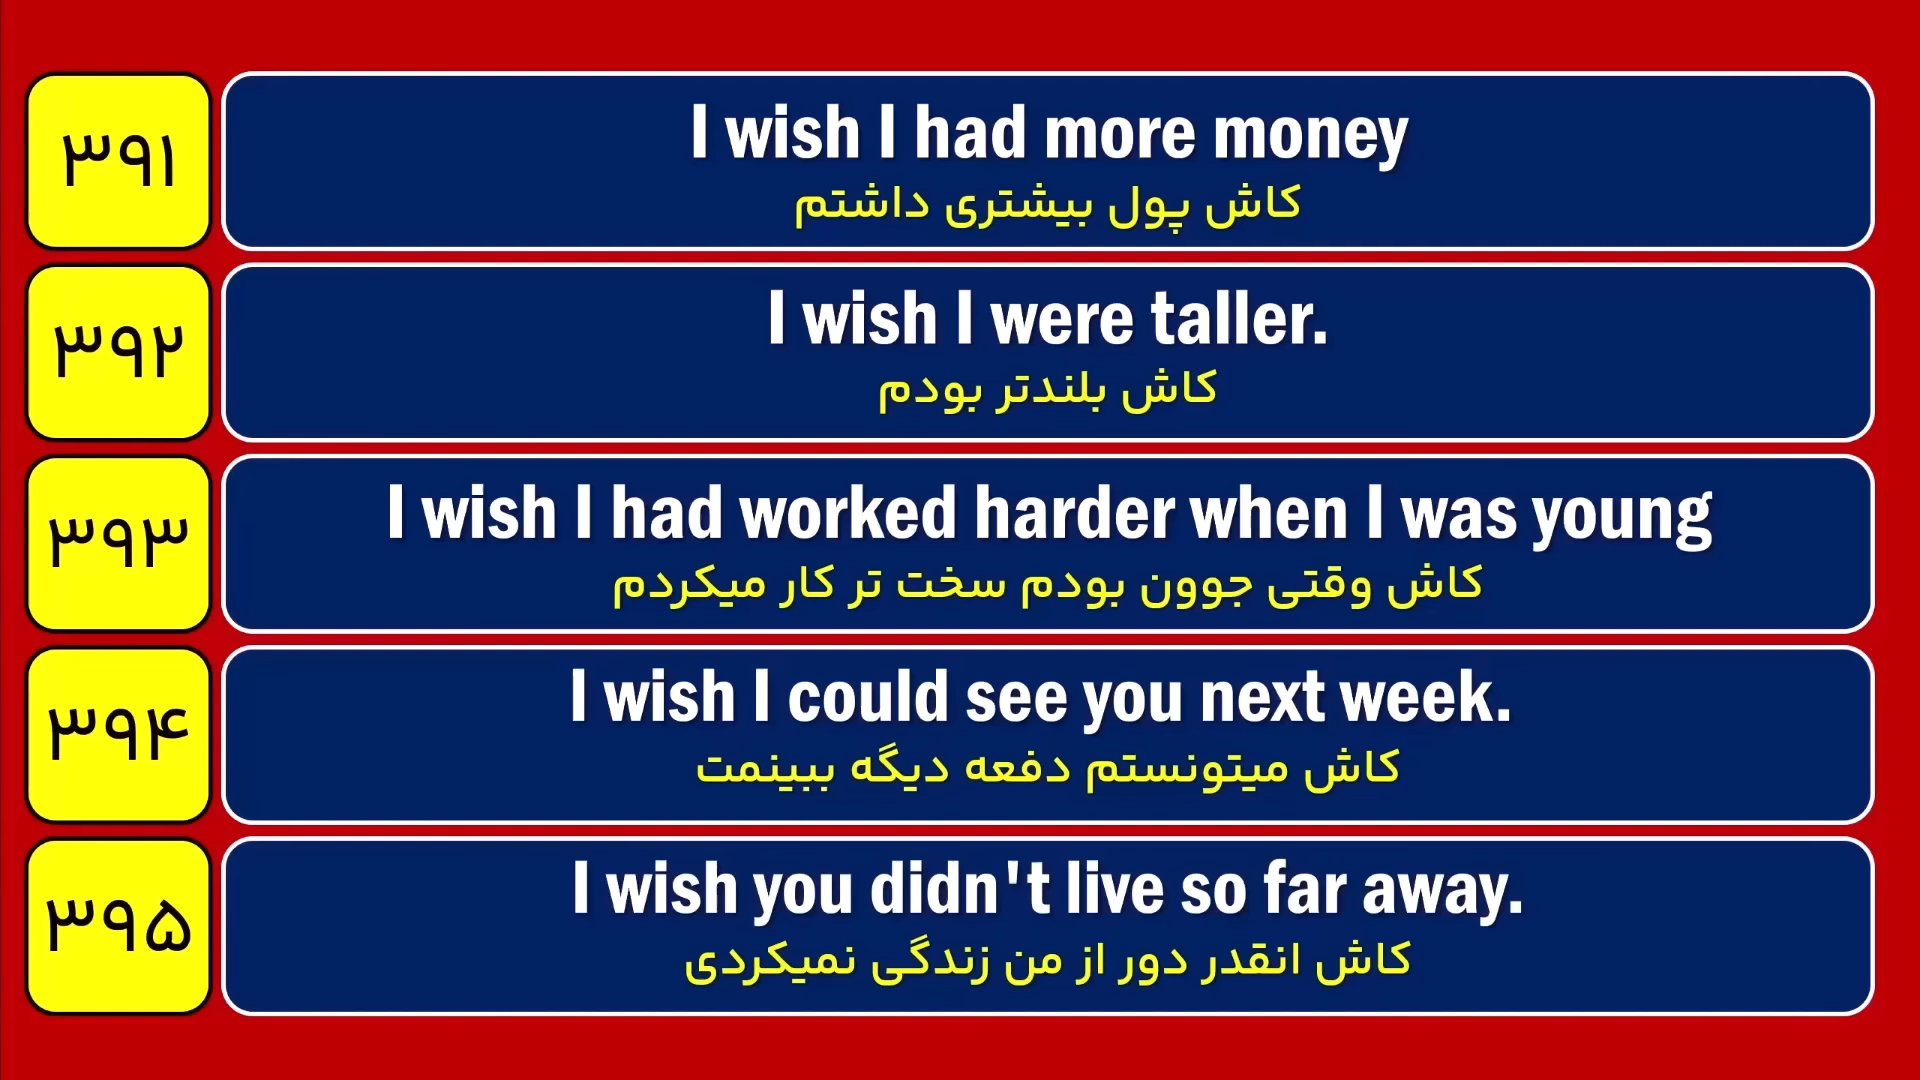 ۳۹۱
I wish I had more money
کاش پول بیشتری داشتم
۳۹۲
I wish I were taller.
کاش بلندتر بودم
۳۹۳
I wish I had worked harder when I was young
کاش وقتی جوون بودم سخت تر کار میکردم
۳۹۴
I wish I could see you next week.
کاش میتونستم دفعه دیگه ببینمت
۳۹۵
I wish you didn't live so far away.
کاش انقدر دور از من زندگی نمیکردی